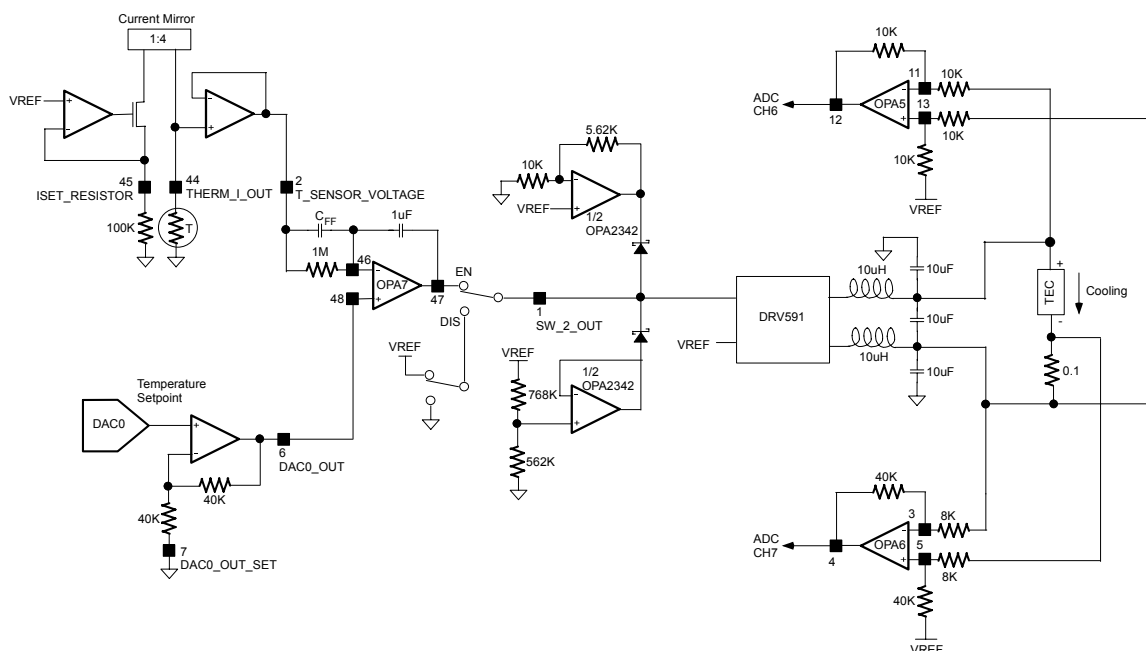 Current Mirror
1:4
VREF
+
-
45
ISET_RESISTOR
100K
44
THERM_I_OUT
T
-
+
2
T_SENSOR_VOLTAGE
CFF
1uF
1M
46
-
OPA7
48
+
47
EN
DIS
VREF
1
SW_2_OUT
Temperature
Setpoint
DAC0
+
-
6
DAC0_OUT
40K
40K
7
DAC0_OUT_SET
5.62K
10K
-
VREF
+
1/2
OPA2342
VREF
768K
562K
1/2
OPA2342
-
+
DRV591
VREF
10uH
10uH
10uF
10uF
10uF
10K
ADC
CH6
12
OPA5
-
+
11
13
10K
10K
10K
VREF
+
TEC
-
Cooling
0.1
40K
ADC
CH7
4
OPA6
-
+
3
5
8K
8K
40K
VREF